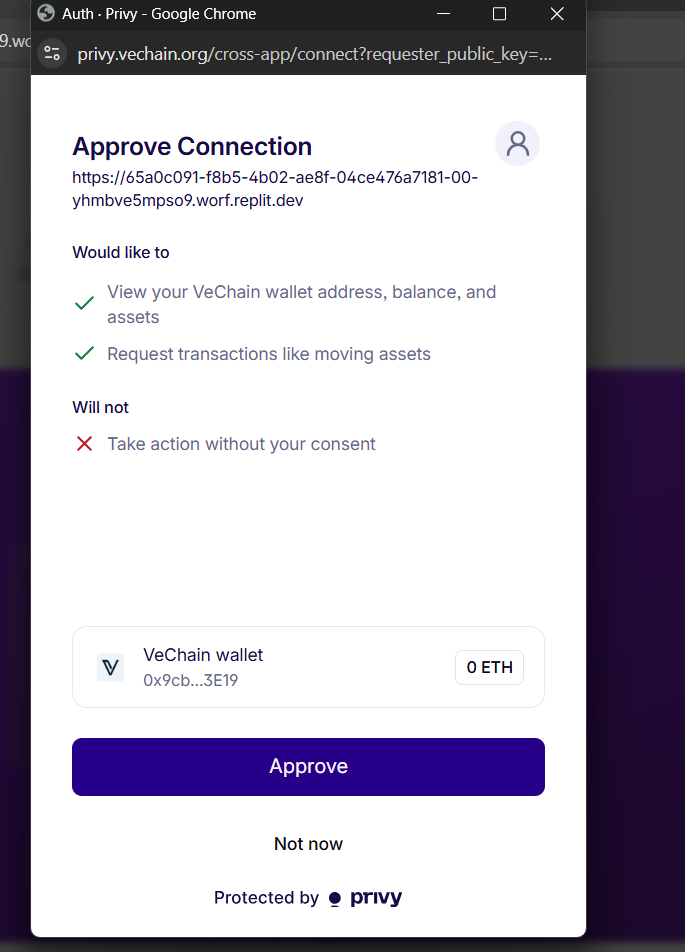 Auth · Privy - Google Chrome
9.wo
privy.vechain.org/cross-app/connect?requester_public_key=...
Approve Connection
https://65a0c091-f8b5-4b02-ae8f-04ce476a7181-00-
yhmbve5mpso9.worf.replit.dev
Would like to
View your VeChain wallet address, balance, and
assets
Request transactions like moving assets
Will not
Take action without your consent
VeChain wallet
0 ETH
0x9cb...3E19
Approve
Not now
Protected by privy